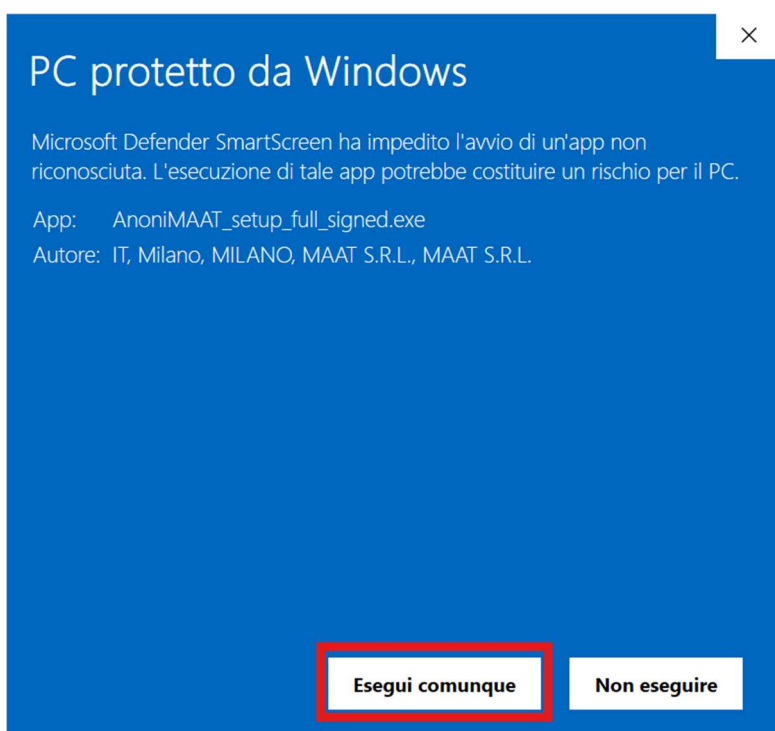 PC protetto da Windows
Microsoft Defender SmartScreen ha impedito l'avvio di un'app non
riconosciuta. L'esecuzione di tale app potrebbe costituire un rischio per il PC.
App: AnoniMAAT_setup_full_signed.exe
Autore: IT, Milano, MILANO, MAAT S.R.L., MAAT S.R.L.
Esegui comunque Non eseguire